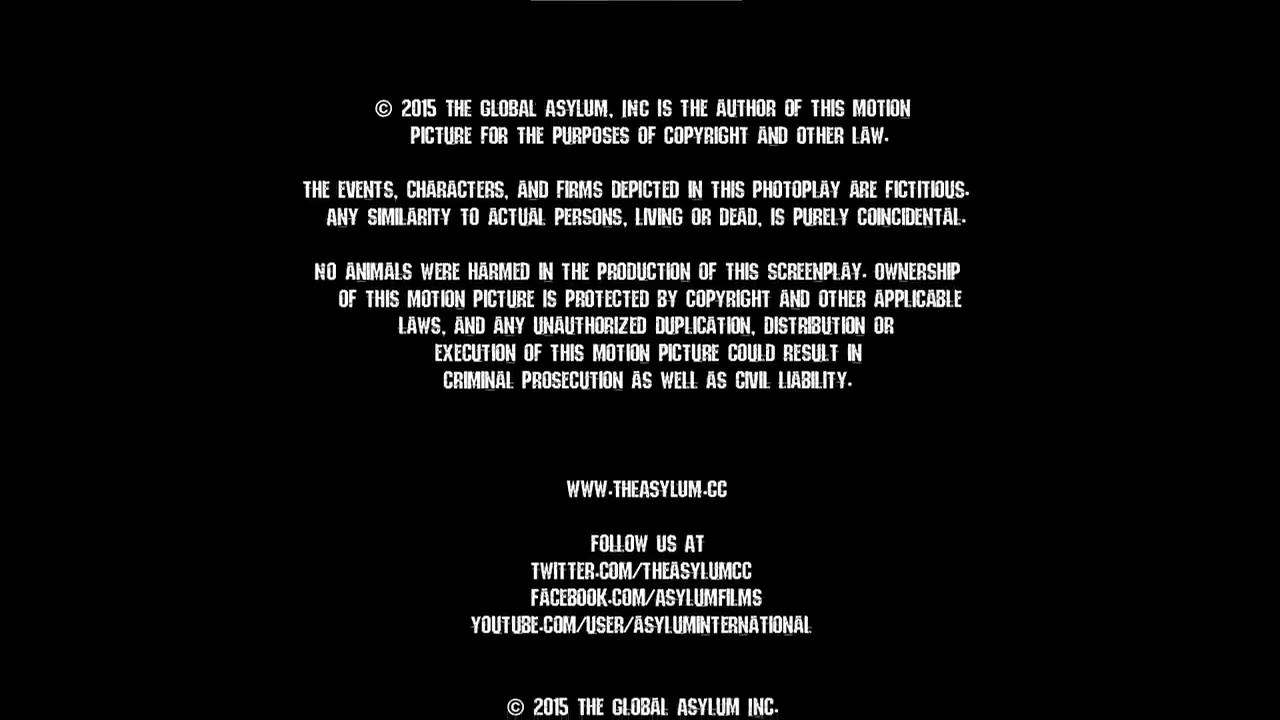 © 2015 THE GLOBAL ASYLUM, INC IS THE AUTHOR OF THIS MOTION
PICTURE FOR THE PURPOSES OF COPYRIGHT AND OTHER LAW.
THE EVENTS, CHARACTERS, AND FIRMS DEPICTED IN THIS PHOTOPLAY ARE FICTITIOUS.
ANY SIMILARITY TO ACTUAL PERSONS, LIVING OR DEAD, IS PURELY COINCIDENTAL.
NO ANIMALS WERE HARMED IN THE PRODUCTION OF THIS SCREENPLAY. OWNERSHIP
OF THIS MOTION PICTURE IS PROTECTED BY COPYRIGHT AND OTHER APPLICABLE
LAWS, AND ANY UNAUTHORIZED DUPLICATION, DISTRIBUTION OR
EXECUTION OF THIS MOTION PICTURE COULD RESULT IN
CRIMINAL PROSECUTION AS WELL AS CIVIL LIABILITY.
WWW.THEASYLUM.CC
FOLLOW US AT
TWITTER.COM/THEASYLUMCC
FACEBOOK.COM/ASYLUMFILMS
YOUTUBE.COM/USER/ASYLUMINTERNATIONAL
© 2015 THE GLOBAL ASYLUM INC.